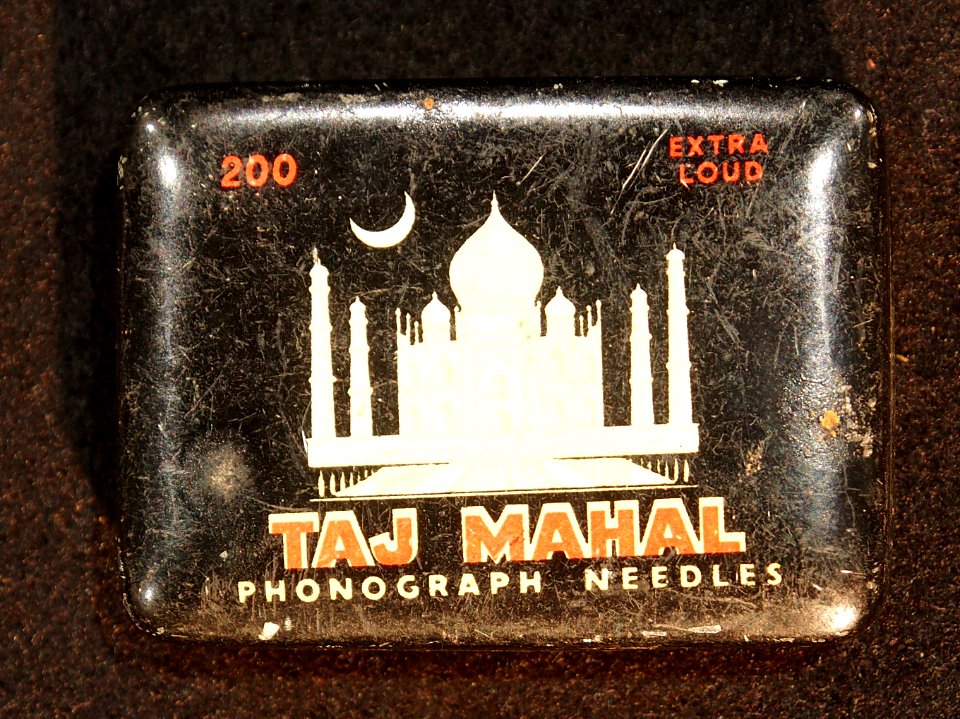 200
EXTRA
LOUD
TAJ MAHAL
PHONOGRAPH NEEDLES